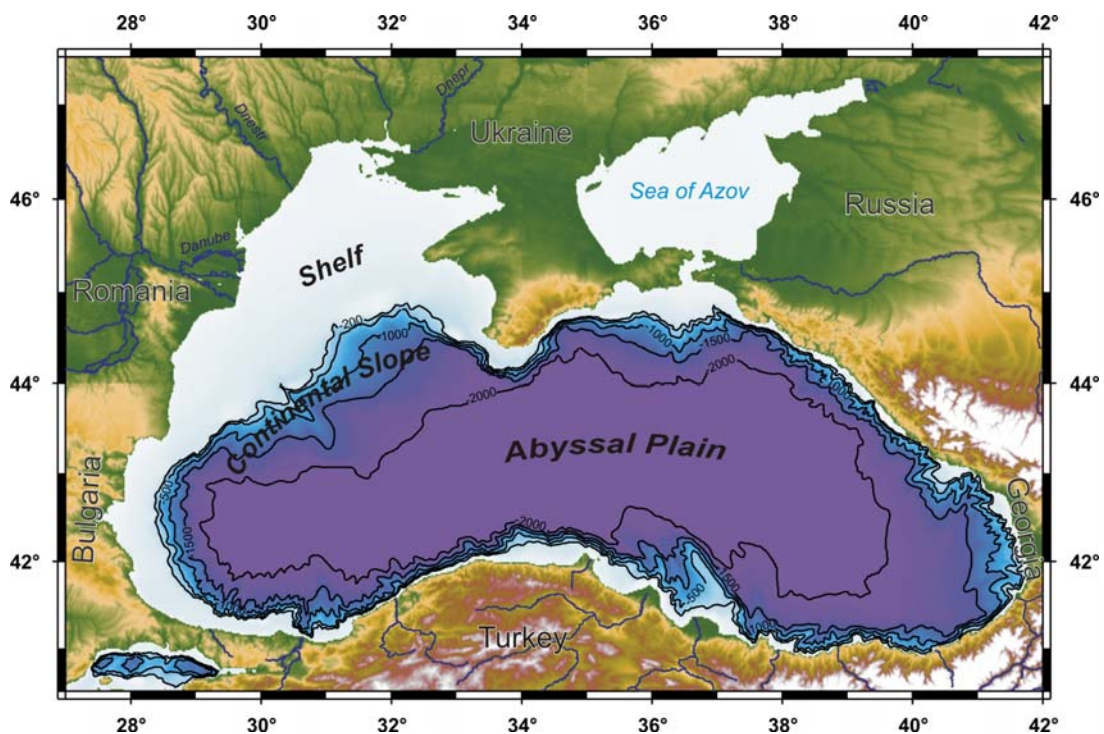 28° 30° 32° 34° 36° 38° 40° 42°
Dnepr
Dnestr
Ukraine
46° 46°
Sea of Azov
Russia
Danube
Shelf
Romania
-200
-1000
-1000
-1500
-2000
44° 44°
Continental Slope
-2000
Abyssal Plain
Bulgaria
Georgia
-1500
-2000
42° 42°
Turkey
28° 30° 32° 34° 36° 38° 40° 42°